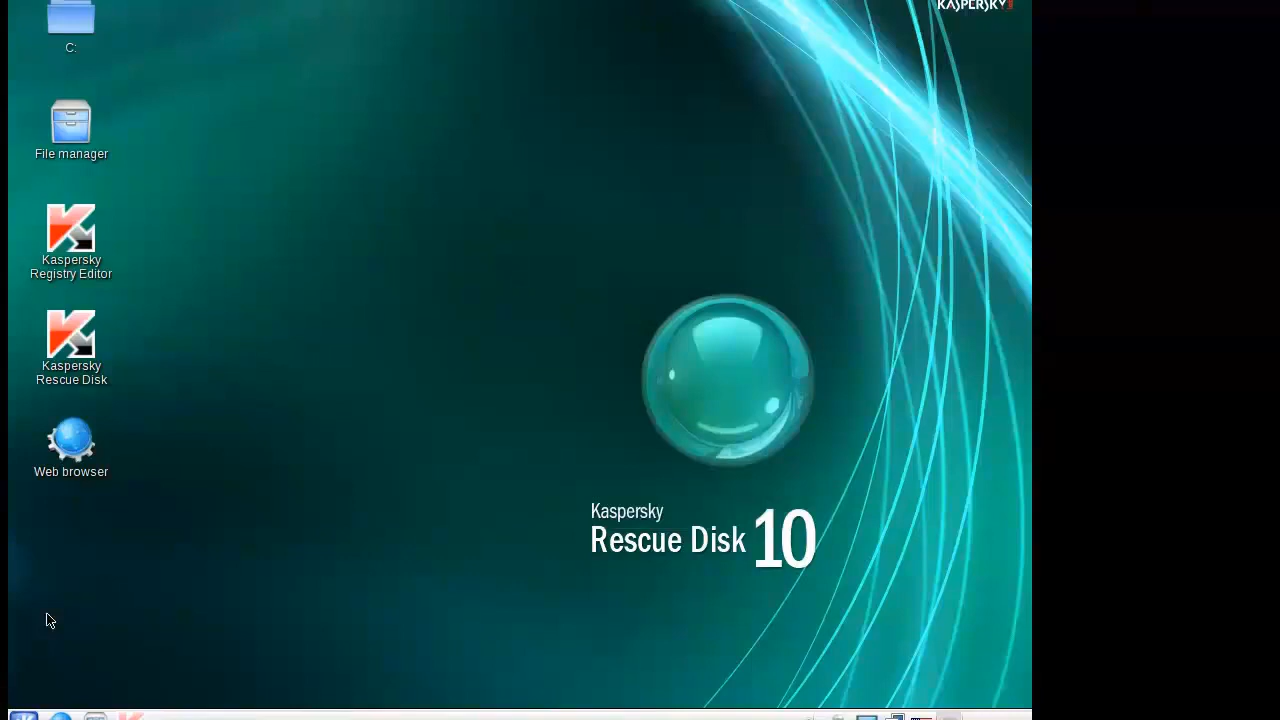 KASPERSKY
C:
File manager
Kaspersky
Registry Editor
Kaspersky
Rescue Disk
Web browser
Kaspersky
Rescue Disk 10